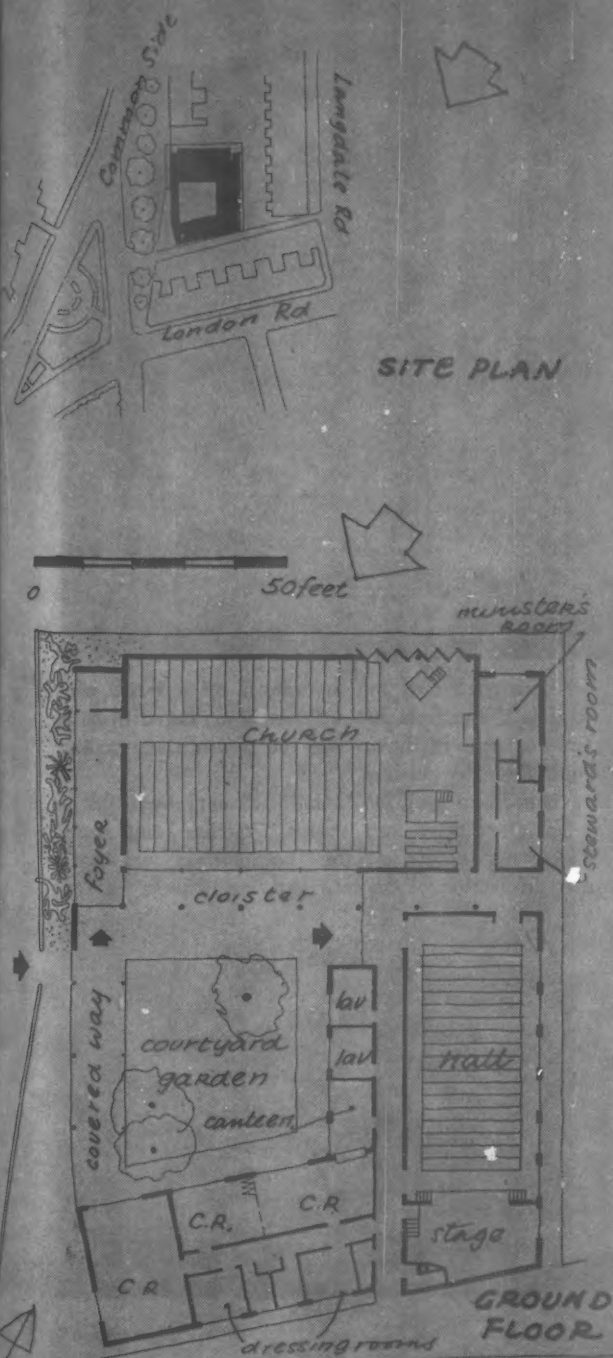 Common Side
Langdale Rd
London Rd
SITE PLAN
0
50 feet
minister's
room
CHURCH
stewards room
Foyer
cloister
covered way
lav
lav
courtyard
garden
canteen
hall
C.R.
C.R
C R
stage
dressing rooms
GROUND
FLOOR